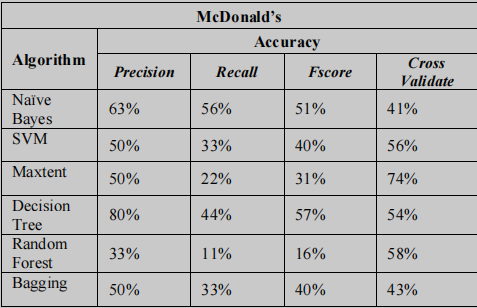 McDonald's
Algorithm Accuracy
Precision Recall Fscore Cross Validate
Naïve Bayes 63% 56% 51% 41%
SVM 50% 33% 40% 56%
Maxtent 50% 22% 31% 74%
Decision Tree 80% 44% 57% 54%
Random Forest 33% 11% 16% 58%
Bagging 50% 33% 40% 43%